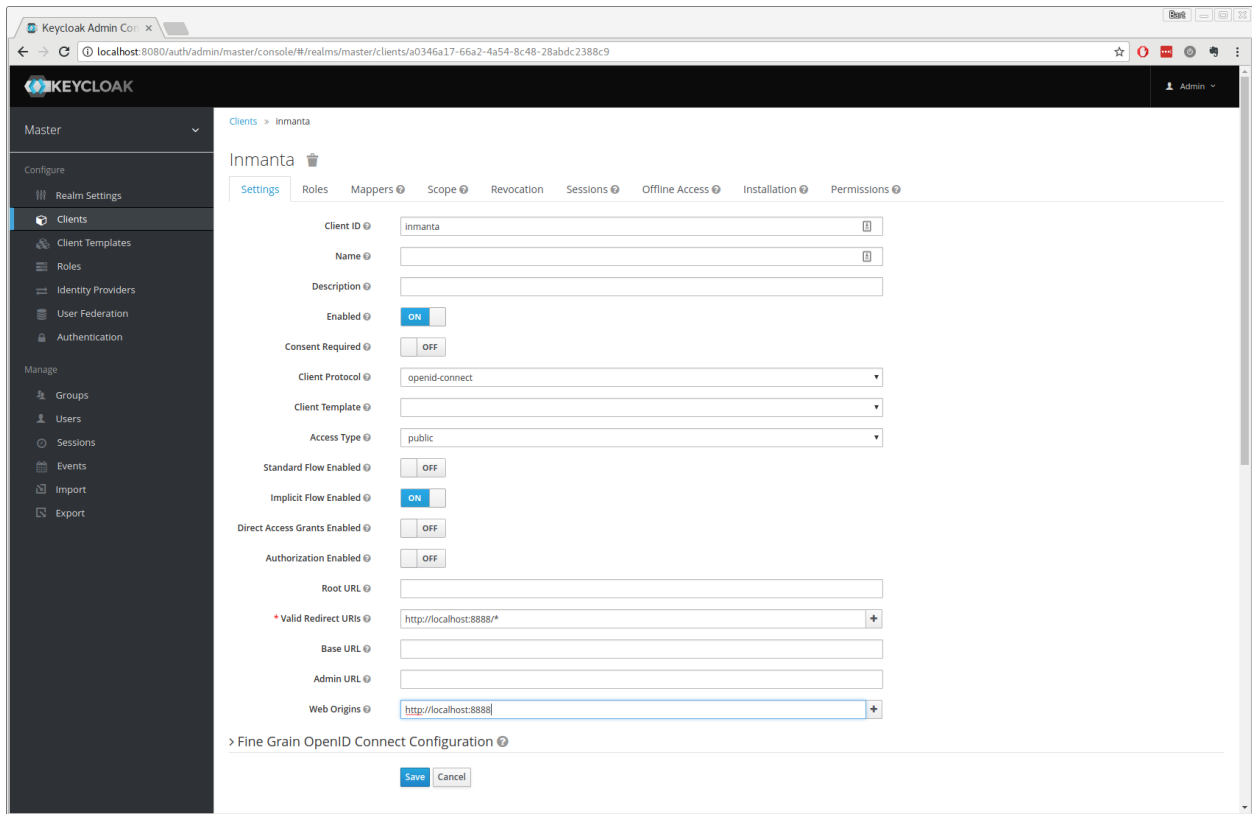 Bart
Keycloak Admin Con
localhost:8080/auth/admin/master/console/#/realms/master/clients/a0346a17-66a2-4a54-8c48-28abdc2388c9
KEYCLOAK
Admin
Master
Clients » inmanta
Inmanta
Configure
Settings Roles Mappers Scope Revocation Sessions Offline Access Installation Permissions
Realm Settings
Clients
Client Templates
Roles
Identity Providers
User Federation
Authentication
Manage
Groups
Users
Sessions
Events
Import
Export
Client ID inmanta
Name
Description
Enabled ON
Consent Required OFF
Client Protocol openid-connect
Client Template
Access Type public
Standard Flow Enabled OFF
Implicit Flow Enabled ON
Direct Access Grants Enabled OFF
Authorization Enabled OFF
Root URL
* Valid Redirect URIs http://localhost:8888/*
Base URL
Admin URL
Web Origins http://localhost:8888
> Fine Grain OpenID Connect Configuration
Save Cancel